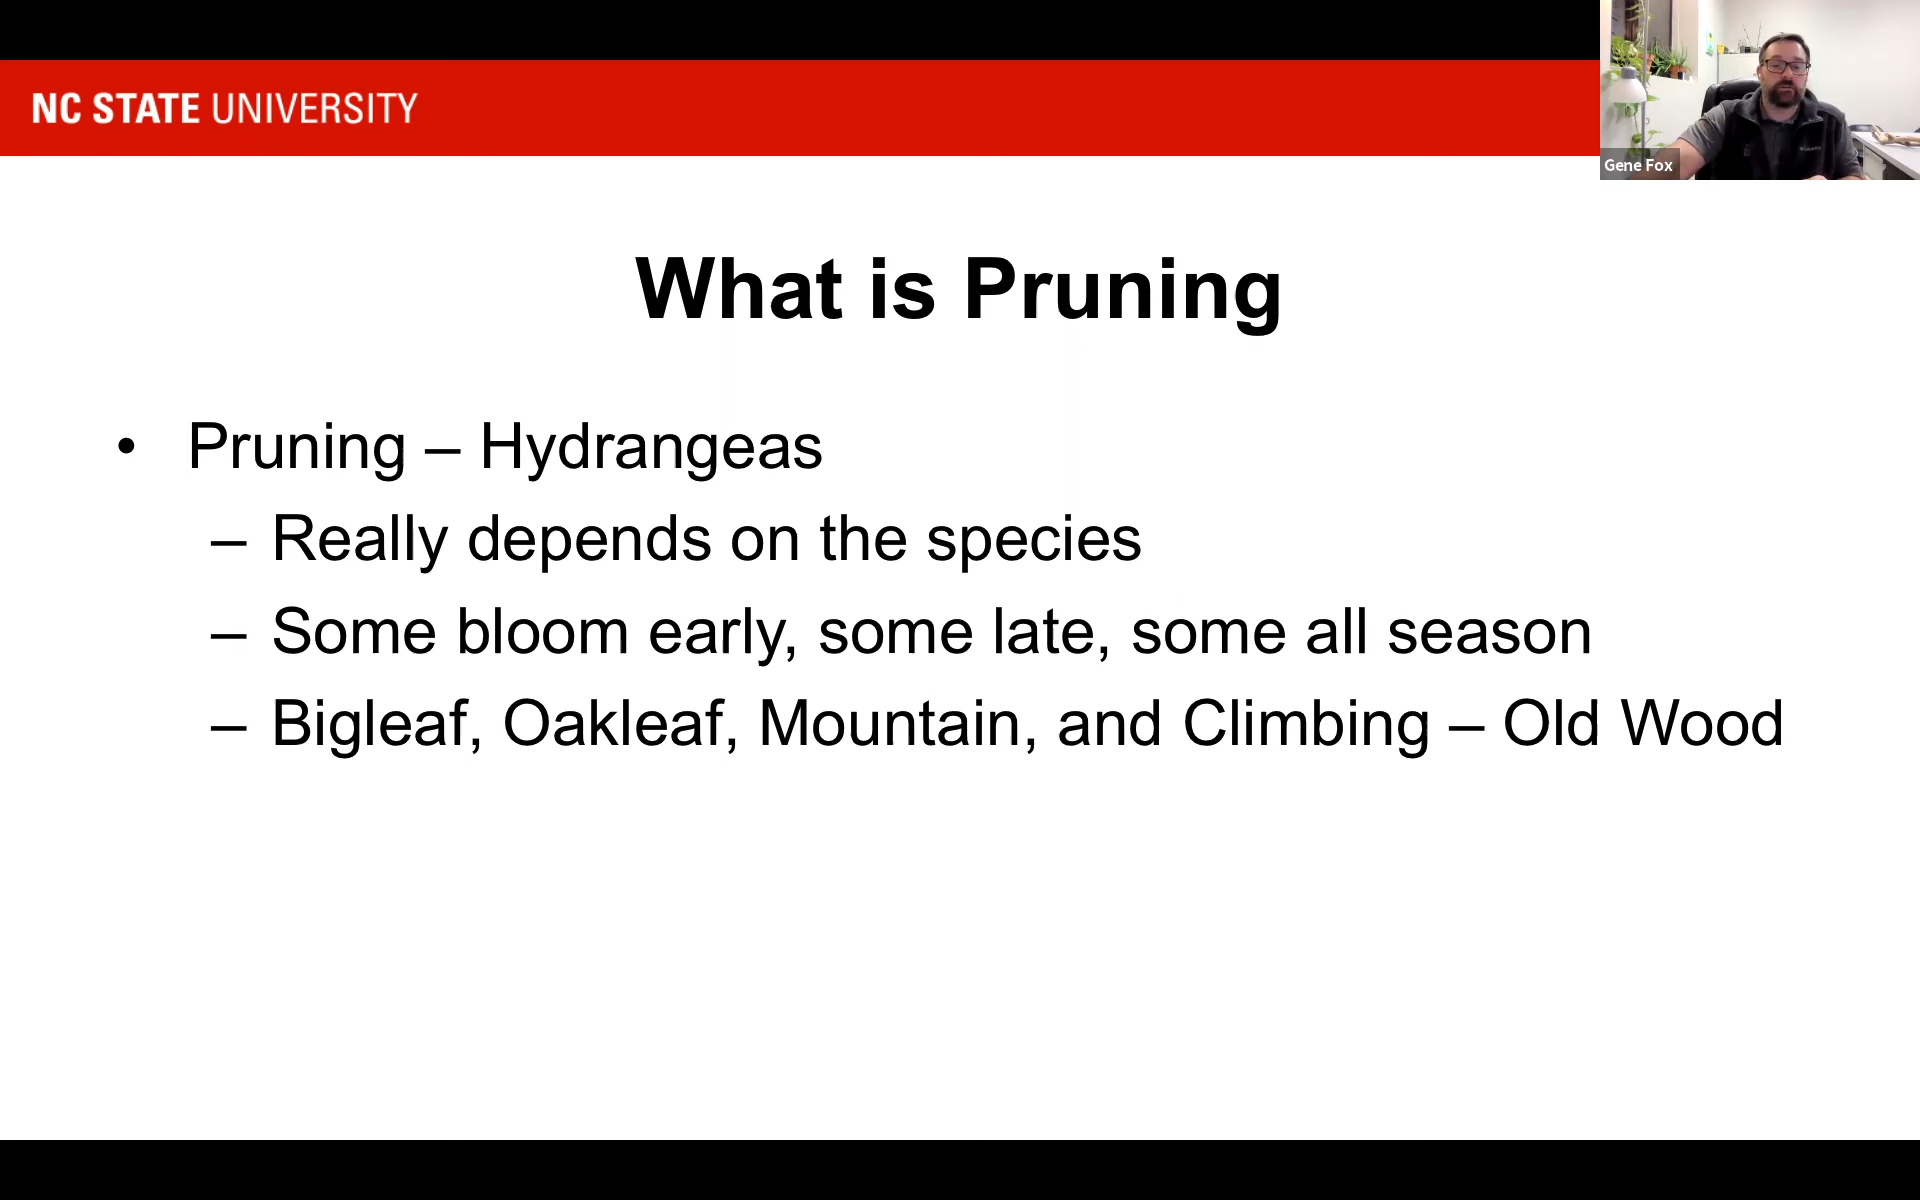 NC STATE UNIVERSITY
Gene Fox
What is Pruning
• Pruning – Hydrangeas
– Really depends on the species
– Some bloom early, some late, some all season
– Bigleaf, Oakleaf, Mountain, and Climbing – Old Wood